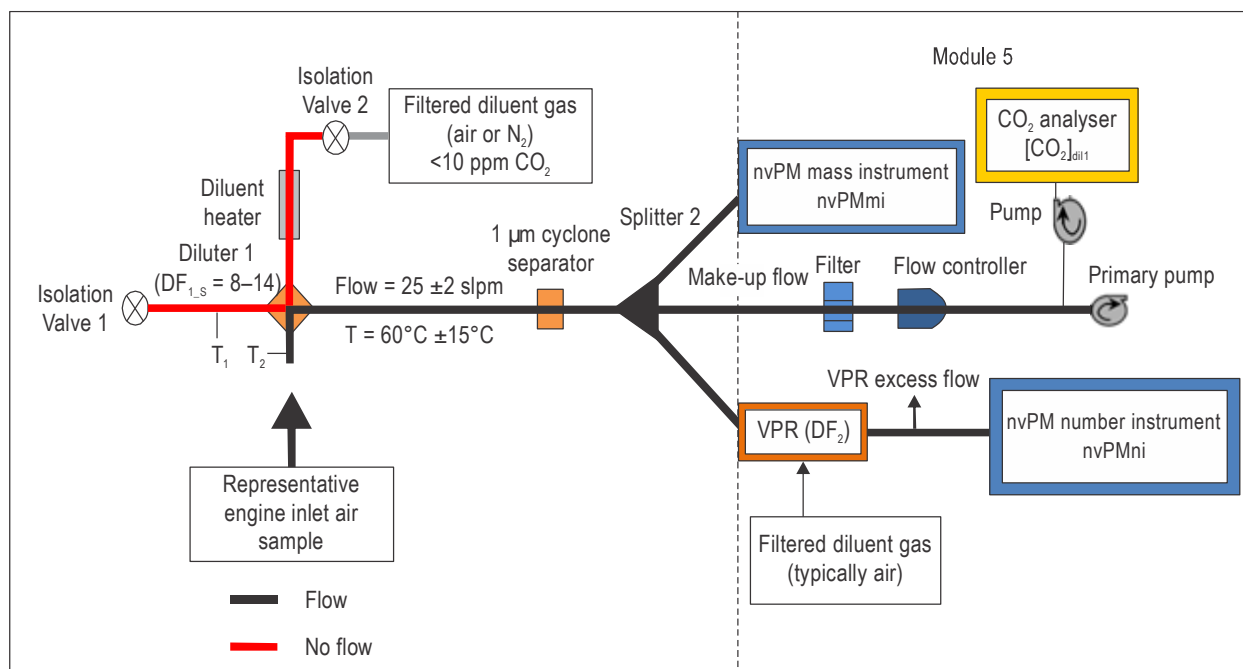 Module 5
Isolation
Valve 2
Filtered diluent gas
(air or N₂)
<10 ppm CO₂
CO₂ analyser
[CO₂]dil1
nvPM mass instrument
nvPMmi
Diluent
heater
Pump
Splitter 2
1 µm cyclone
separator
Diluter 1
(DF₁_S = 8–14)
Flow = 25 ±2 slpm
Make-up flow
Filter
Flow controller
Primary pump
Isolation
Valve 1
T = 60°C ±15°C
T₁
T₂
VPR excess flow
VPR (DF₂)
nvPM number instrument
nvPMni
Representative
engine inlet air
sample
Filtered diluent gas
(typically air)
Flow
No flow